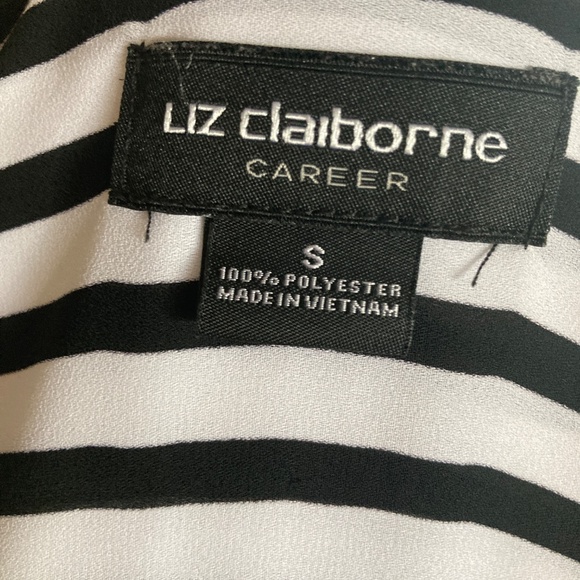 LIZ claiborne
CAREER
S
100% POLYESTER
MADE IN VIETNAM